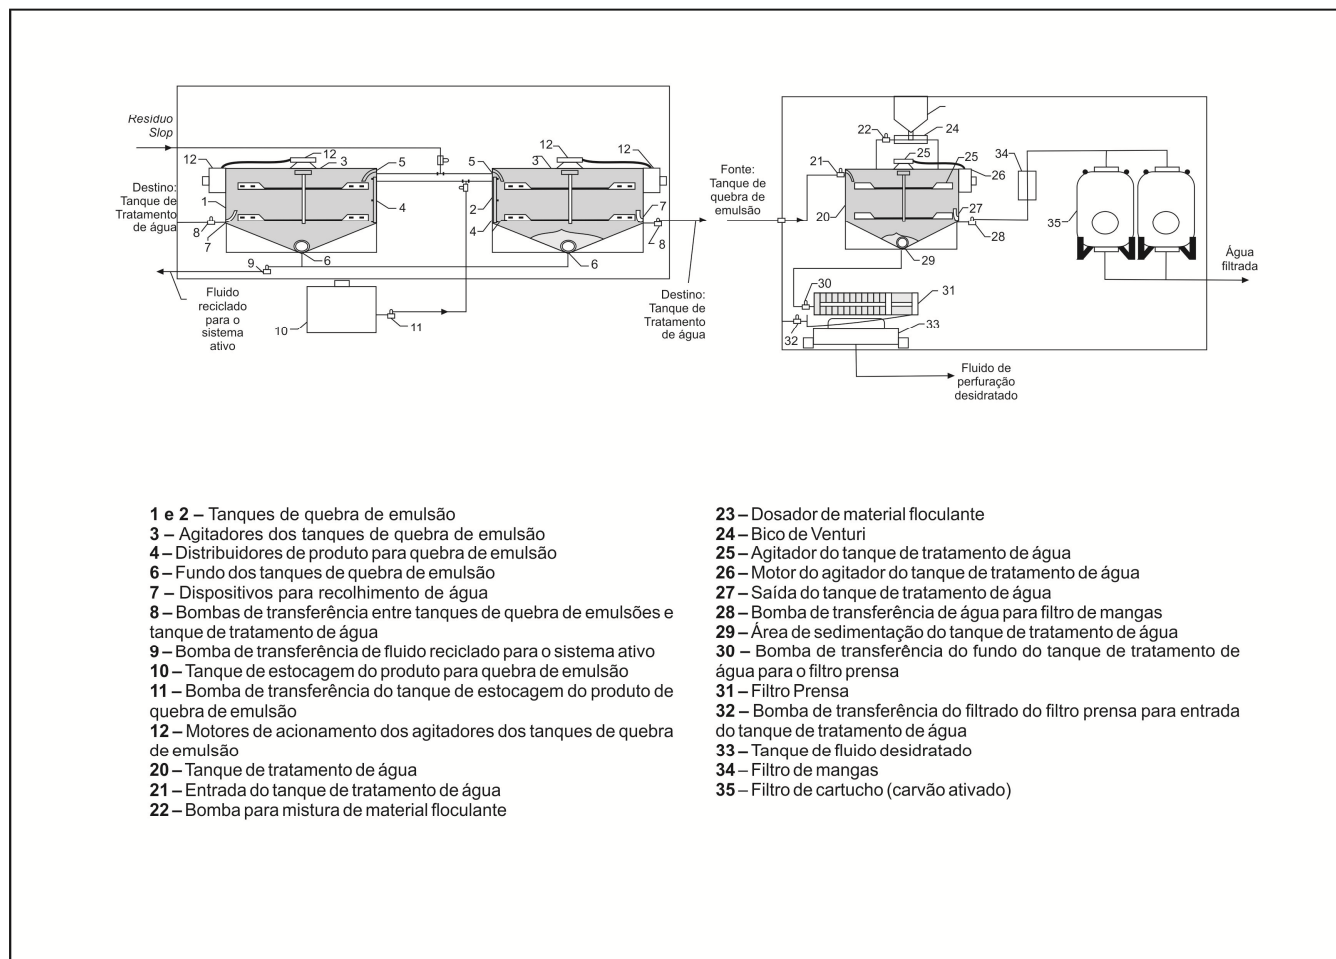 Resíduo
Slop
12
12
3
5
5
3
12
12
Destino:
Tanque de
Tratamento
de água
1
8
7
4
2
4
7
8
6
6
9
Fluido
reciclado
para o
sistema
ativo
10
11
Destino:
Tanque de
Tratamento
de água
Fonte:
Tanque de
quebra de
emulsão
22
24
21
25
25
26
20
27
28
29
30
31
32
33
34
35
Água
filtrada
Fluido de
perfuração
desidratado
1 e 2 – Tanques de quebra de emulsão
3 – Agitadores dos tanques de quebra de emulsão
4 – Distribuidores de produto para quebra de emulsão
6 – Fundo dos tanques de quebra de emulsão
7 – Dispositivos para recolhimento de água
8 – Bombas de transferência entre tanques de quebra de emulsões e
tanque de tratamento de água
9 – Bomba de transferência de fluido reciclado para o sistema ativo
10 – Tanque de estocagem do produto para quebra de emulsão
11 – Bomba de transferência do tanque de estocagem do produto de
quebra de emulsão
12 – Motores de acionamento dos agitadores dos tanques de quebra
de emulsão
20 – Tanque de tratamento de água
21 – Entrada do tanque de tratamento de água
22 – Bomba para mistura de material floculante
23 – Dosador de material floculante
24 – Bico de Venturi
25 – Agitador do tanque de tratamento de água
26 – Motor do agitador do tanque de tratamento de água
27 – Saída do tanque de tratamento de água
28 – Bomba de transferência de água para filtro de mangas
29 – Área de sedimentação do tanque de tratamento de água
30 – Bomba de transferência do fundo do tanque de tratamento de
água para o filtro prensa
31 – Filtro Prensa
32 – Bomba de transferência do filtrado do filtro prensa para entrada
do tanque de tratamento de água
33 – Tanque de fluido desidratado
34 – Filtro de mangas
35 – Filtro de cartucho (carvão ativado)